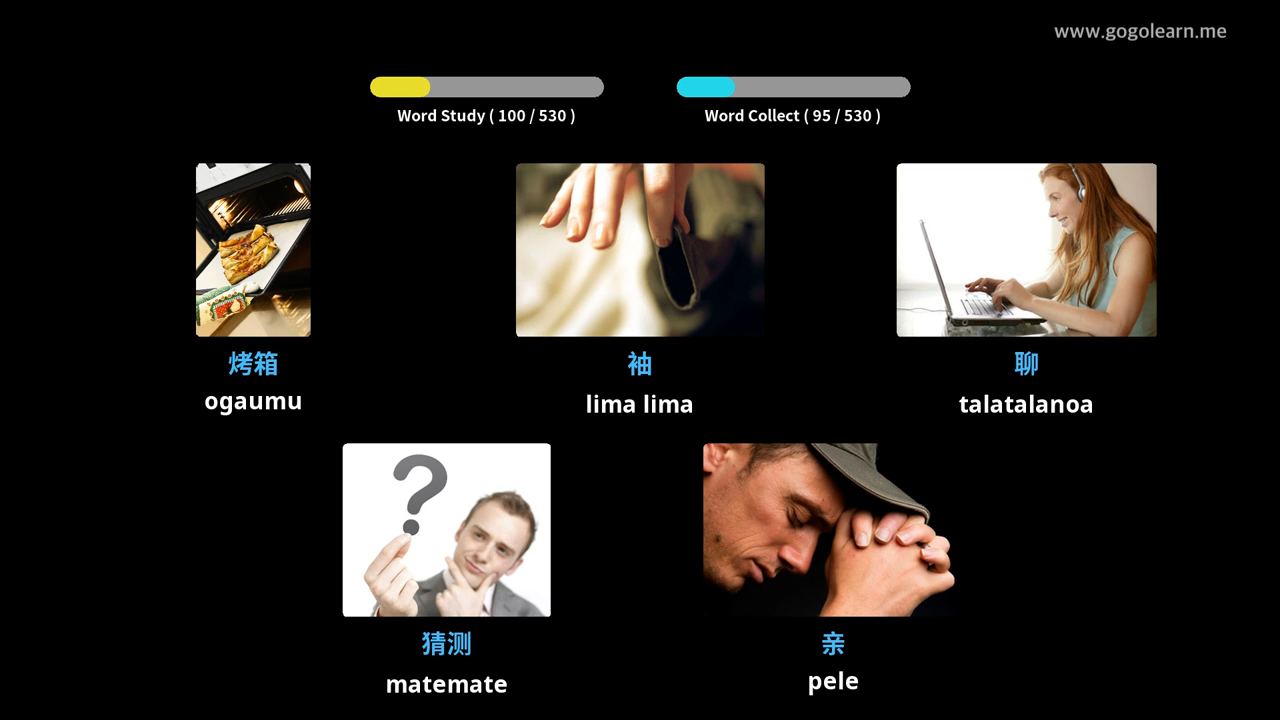 www.gogolearn.me
Word Study ( 100 / 530 )
Word Collect ( 95 / 530 )
烤箱
ogaumu
袖
lima lima
聊
talatalanoa
?
猜测
matemate
亲
pele